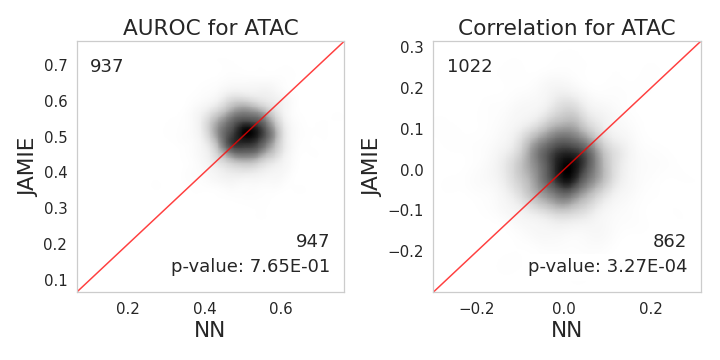 AUROC for ATAC
937
0.7
0.6
0.5
0.4
0.3
0.2
0.1
JAMIE
947
p-value: 7.65E-01
0.2
0.4
0.6
NN
Correlation for ATAC
1022
0.3
0.2
0.1
0.0
−0.1
−0.2
JAMIE
862
p-value: 3.27E-04
−0.2
0.0
0.2
NN